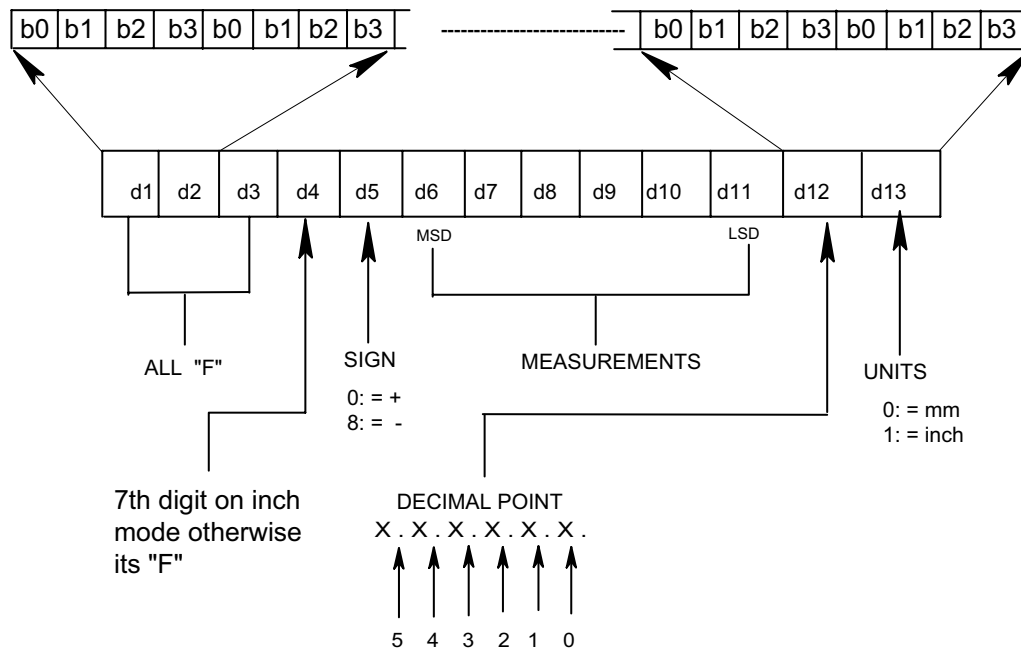 b0 b1 b2 b3 b0 b1 b2 b3 ---------------- b0 b1 b2 b3 b0 b1 b2 b3
d1 d2 d3 d4 d5 d6 d7 d8 d9 d10 d11 d12 d13
MSD LSD
ALL "F"
SIGN
0: = +
8: = -
MEASUREMENTS
UNITS
0: = mm
1: = inch
7th digit on inch
mode otherwise
its "F"
DECIMAL POINT
X . X . X . X . X . X .
5 4 3 2 1 0